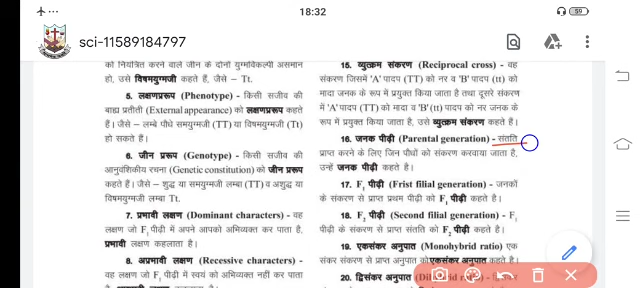 18:32
59
sci-11589184797
को नियंत्रित करने वाले जीन के दोनों युग्मविकल्पी असमान
हो, उसे विषमयुग्मजी कहते हैं, जैसे – Tt.
5. लक्षणप्ररूप (Phenotype) - किसी सजीव की
बाह्य प्रतीती (External appearance) को लक्षणप्ररूप कहते
हैं। जैसे – लम्बे पौधे समयुग्मजी (TT) या विषमयुग्मजी (Tt)
हो सकते हैं।
6. जीन प्ररूप (Genotype) - किसी सजीव की
आनुवंशिकीय रचना (Genetic constitution) को जीन प्ररूप
कहते हैं। जैसे – शुद्ध या समयुग्मजी लम्बा (TT) व अशुद्ध या
विषमयुग्मजी लम्बा Tt.
7. प्रभावी लक्षण (Dominant characters) - वह
लक्षण जो F1 पीढ़ी में अपने आपको अभिव्यक्त कर पाता है,
प्रभावी लक्षण कहलाता है।
8. अप्रभावी लक्षण (Recessive characters) -
वह लक्षण जो F1 पीढ़ी में स्वयं को अभिव्यक्त नहीं कर पाता
15. व्युत्क्रम संकरण (Reciprocal cross) - वह
संकरण जिसमें 'A' पादप (TT) को नर व 'B' पादप (tt) को
मादा जनक के रूप में प्रयुक्त किया जाता है तथा दूसरे संकरण
में 'A' पादप (TT) को मादा व 'B' (tt) पादप को नर जनक के
रूप में प्रयुक्त किया जाता है, उसे व्युत्क्रम संकरण कहते हैं।
16. जनक पीढ़ी (Parental generation) - संतति
प्राप्त करने के लिए जिन पौधों को संकरण करवाया जाता है,
उन्हें जनक पीढ़ी कहते है।
17. F1 पीढ़ी (Frist filial generation) - जनकों
के संकरण से प्राप्त प्रथम पीढ़ी को F1 पीढ़ी कहते हैं।
18. F2 पीढ़ी (Second filial generation) - F1
पीढ़ी के संकरण से प्राप्त संतति को F2 पीढ़ी कहते है।
19. एकसंकर अनुपात (Monohybrid ratio) एक
संकर संकरण से प्राप्त अनुपात को एकसंकर अनुपात कहते है।
20. द्विसंकर अनुपात